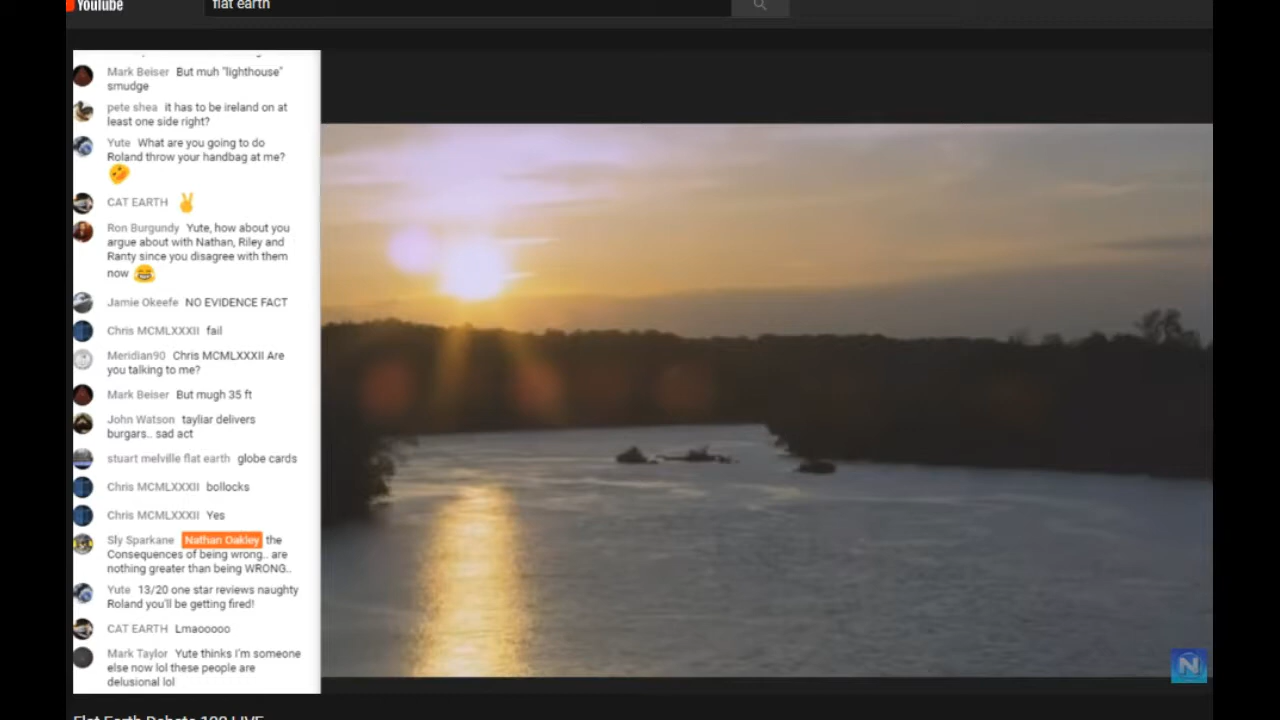 YouTube
flat earth
Mark Beiser But muh "lighthouse"
smudge
pete shea it has to be ireland on at
least one side right?
Yute What are you going to do
Roland throw your handbag at me?
CAT EARTH
Ron Burgundy Yute, how about you
argue about with Nathan, Riley and
Ranty since you disagree with them
now
Jamie Okeefe NO EVIDENCE FACT
Chris MCMLXXXII fail
Meridian90 Chris MCMLXXXII Are
you talking to me?
Mark Beiser But mugh 35 ft
John Watson tayliar delivers
burgars.. sad act
stuart melville flat earth globe cards
Chris MCMLXXXII bollocks
Chris MCMLXXXII Yes
Sly Sparkane Nathan Oakley the
Consequences of being wrong.. are
nothing greater than being WRONG..
Yute 13/20 one star reviews naughty
Roland you'll be getting fired!
CAT EARTH Lmaooooo
Mark Taylor Yute thinks I'm someone
else now lol these people are
delusional lol
N